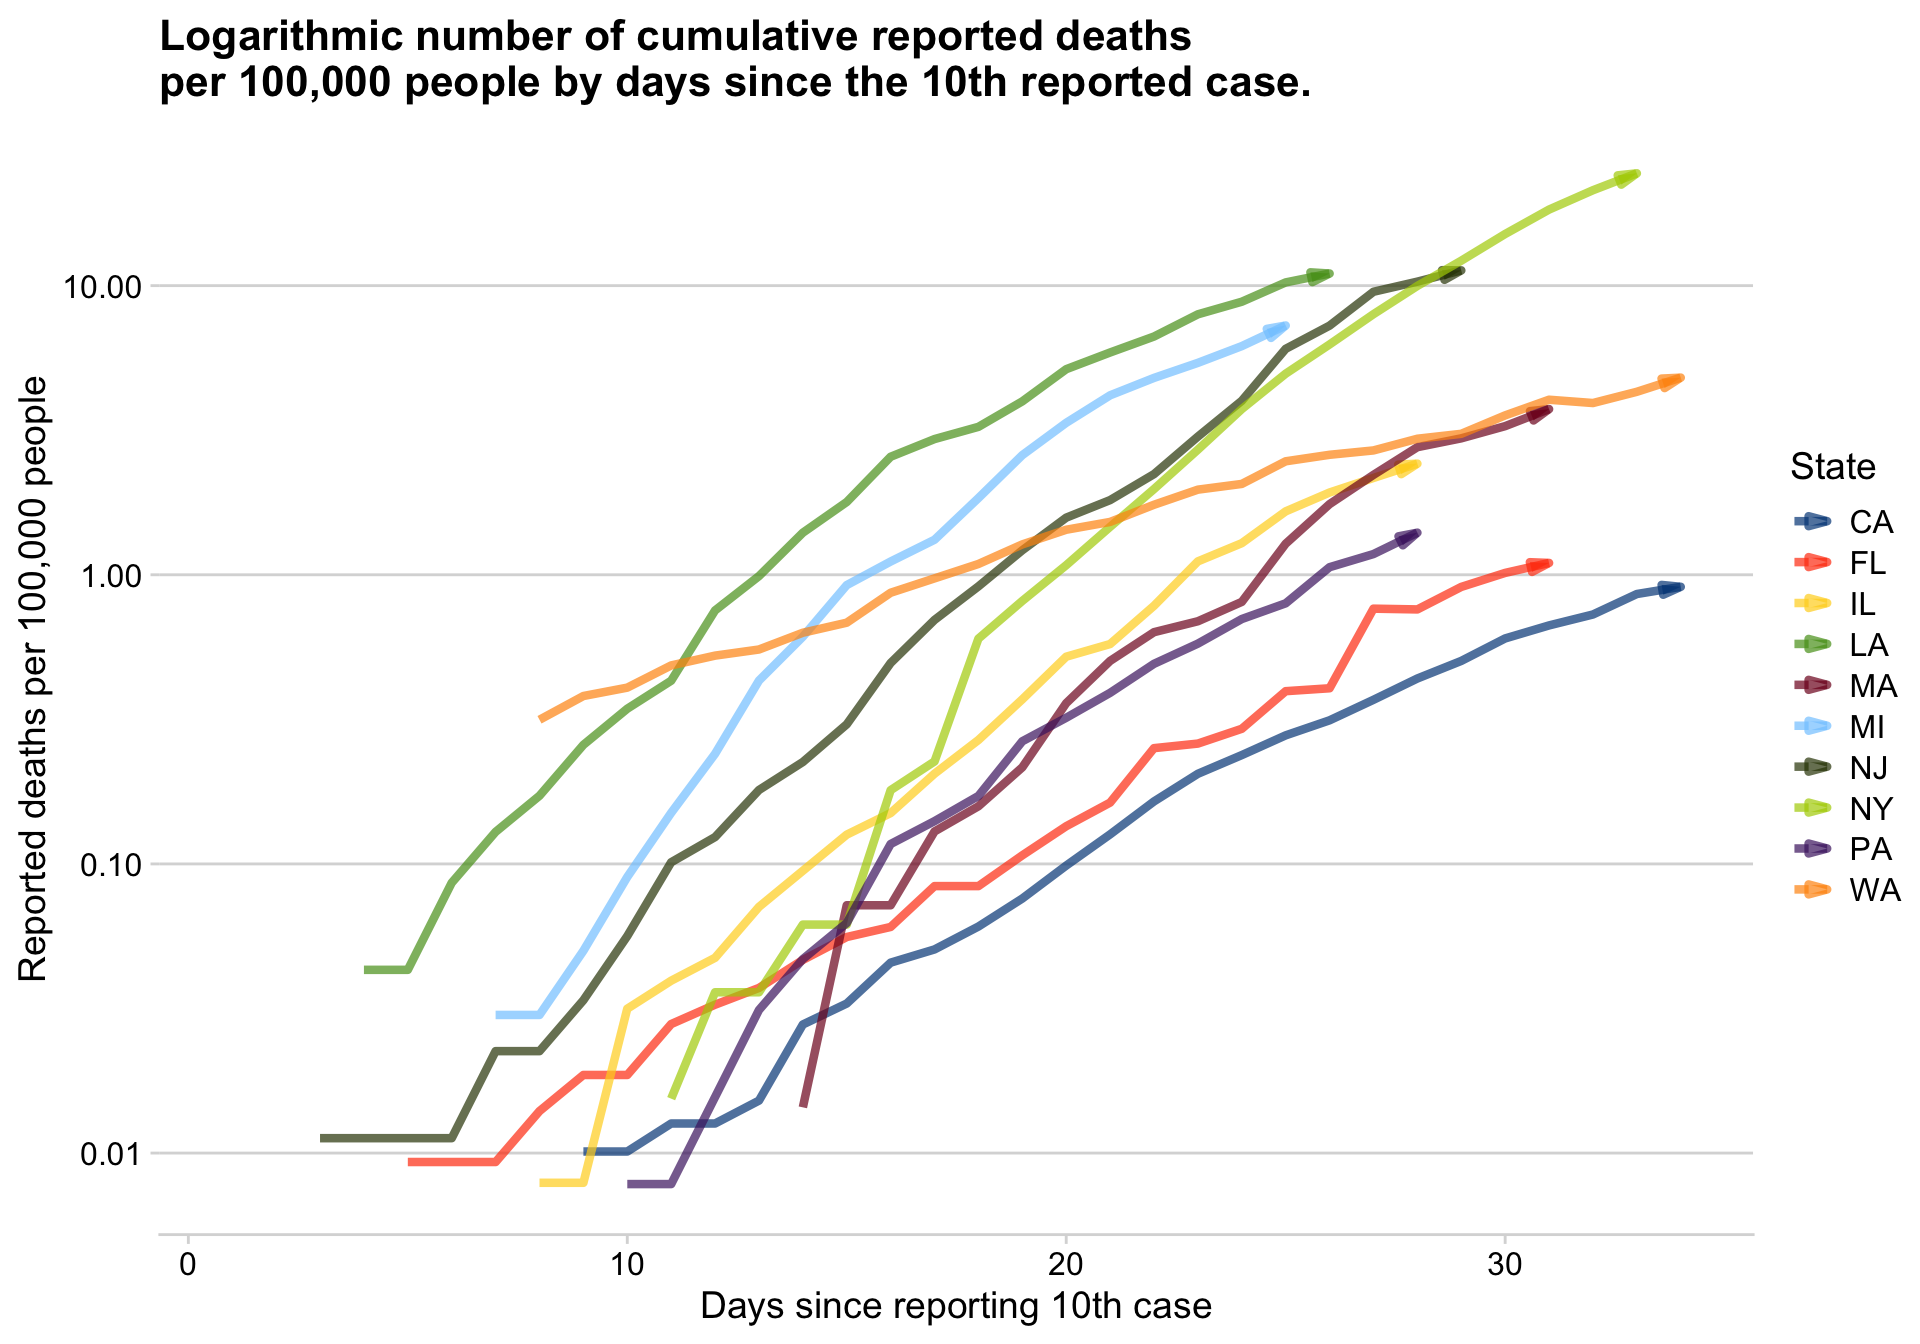 Logarithmic number of cumulative reported deaths
per 100,000 people by days since the 10th reported case.
Reported deaths per 100,000 people
10.00
1.00
0.10
0.01
0
10
20
30
Days since reporting 10th case
State
CA
FL
IL
LA
MA
MI
NJ
NY
PA
WA